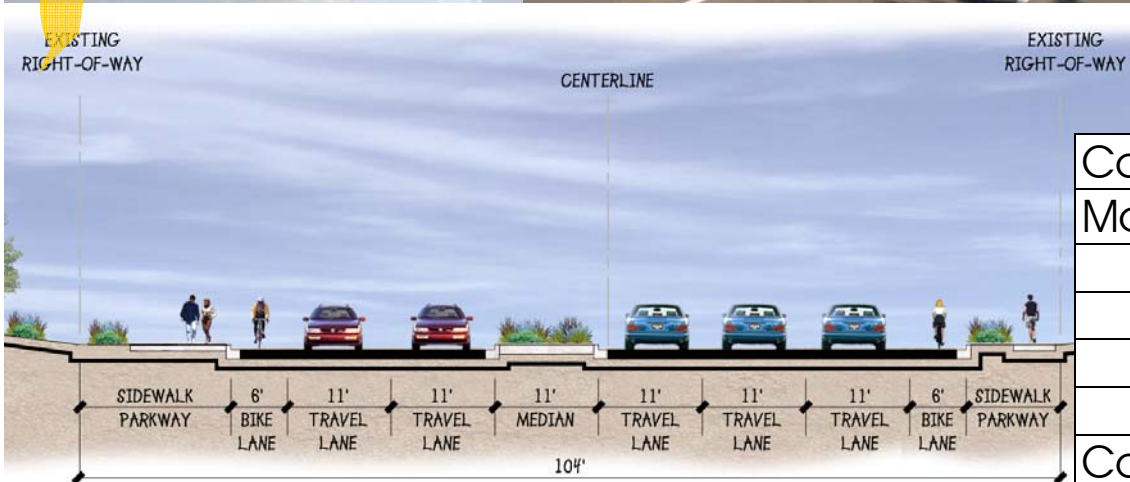 EXISTING
RIGHT-OF-WAY
CENTERLINE
EXISTING
RIGHT-OF-WAY
SIDEWALK
PARKWAY
6'
BIKE
LANE
11'
TRAVEL
LANE
11'
TRAVEL
LANE
11'
MEDIAN
11'
TRAVEL
LANE
11'
TRAVEL
LANE
11'
TRAVEL
LANE
6'
BIKE
LANE
SIDEWALK
PARKWAY
104'